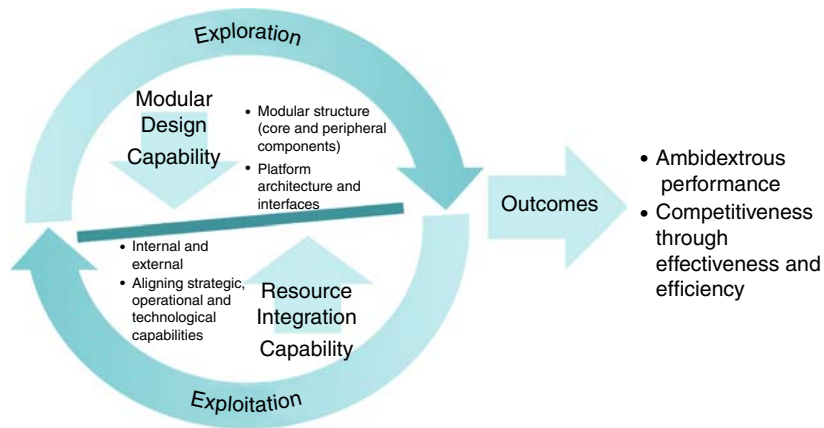 Exploration
Modular
Design
Capability
• Modular structure
(core and peripheral
components)
• Platform
architecture and
interfaces
• Internal and
external
• Aligning strategic,
operational and
technological
capabilities
Resource
Integration
Capability
Exploitation
Outcomes
• Ambidextrous
performance
• Competitiveness
through
effectiveness and
efficiency